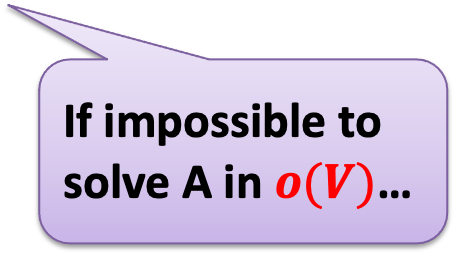 If impossible to
solve A in o(V)...